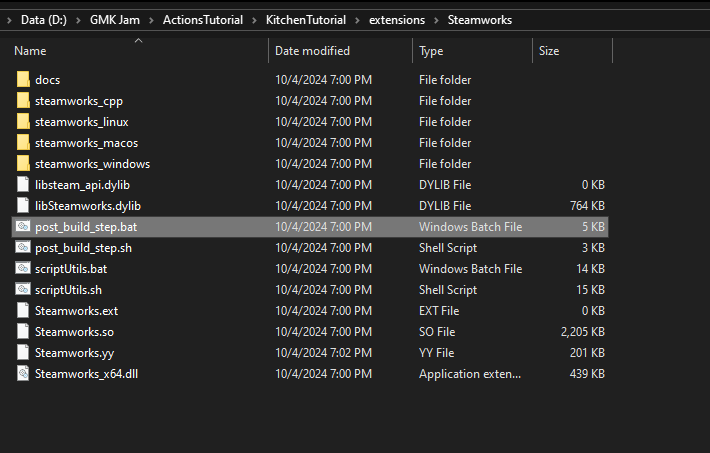 Data (D:) > GMK Jam > ActionsTutorial > KitchenTutorial > extensions > Steamworks
Name Date modified Type Size
docs 10/4/2024 7:00 PM File folder
steamworks_cpp 10/4/2024 7:00 PM File folder
steamworks_linux 10/4/2024 7:00 PM File folder
steamworks_macos 10/4/2024 7:00 PM File folder
steamworks_windows 10/4/2024 7:00 PM File folder
libsteam_api.dylib 10/4/2024 7:00 PM DYLIB File 0 KB
libSteamworks.dylib 10/4/2024 7:00 PM DYLIB File 764 KB
post_build_step.bat 10/4/2024 7:00 PM Windows Batch File 5 KB
post_build_step.sh 10/4/2024 7:00 PM Shell Script 3 KB
scriptUtils.bat 10/4/2024 7:00 PM Windows Batch File 14 KB
scriptUtils.sh 10/4/2024 7:00 PM Shell Script 15 KB
Steamworks.ext 10/4/2024 7:00 PM EXT File 0 KB
Steamworks.so 10/4/2024 7:00 PM SO File 2,205 KB
Steamworks.yy 10/4/2024 7:02 PM YY File 201 KB
Steamworks_x64.dll 10/4/2024 7:00 PM Application exten... 439 KB